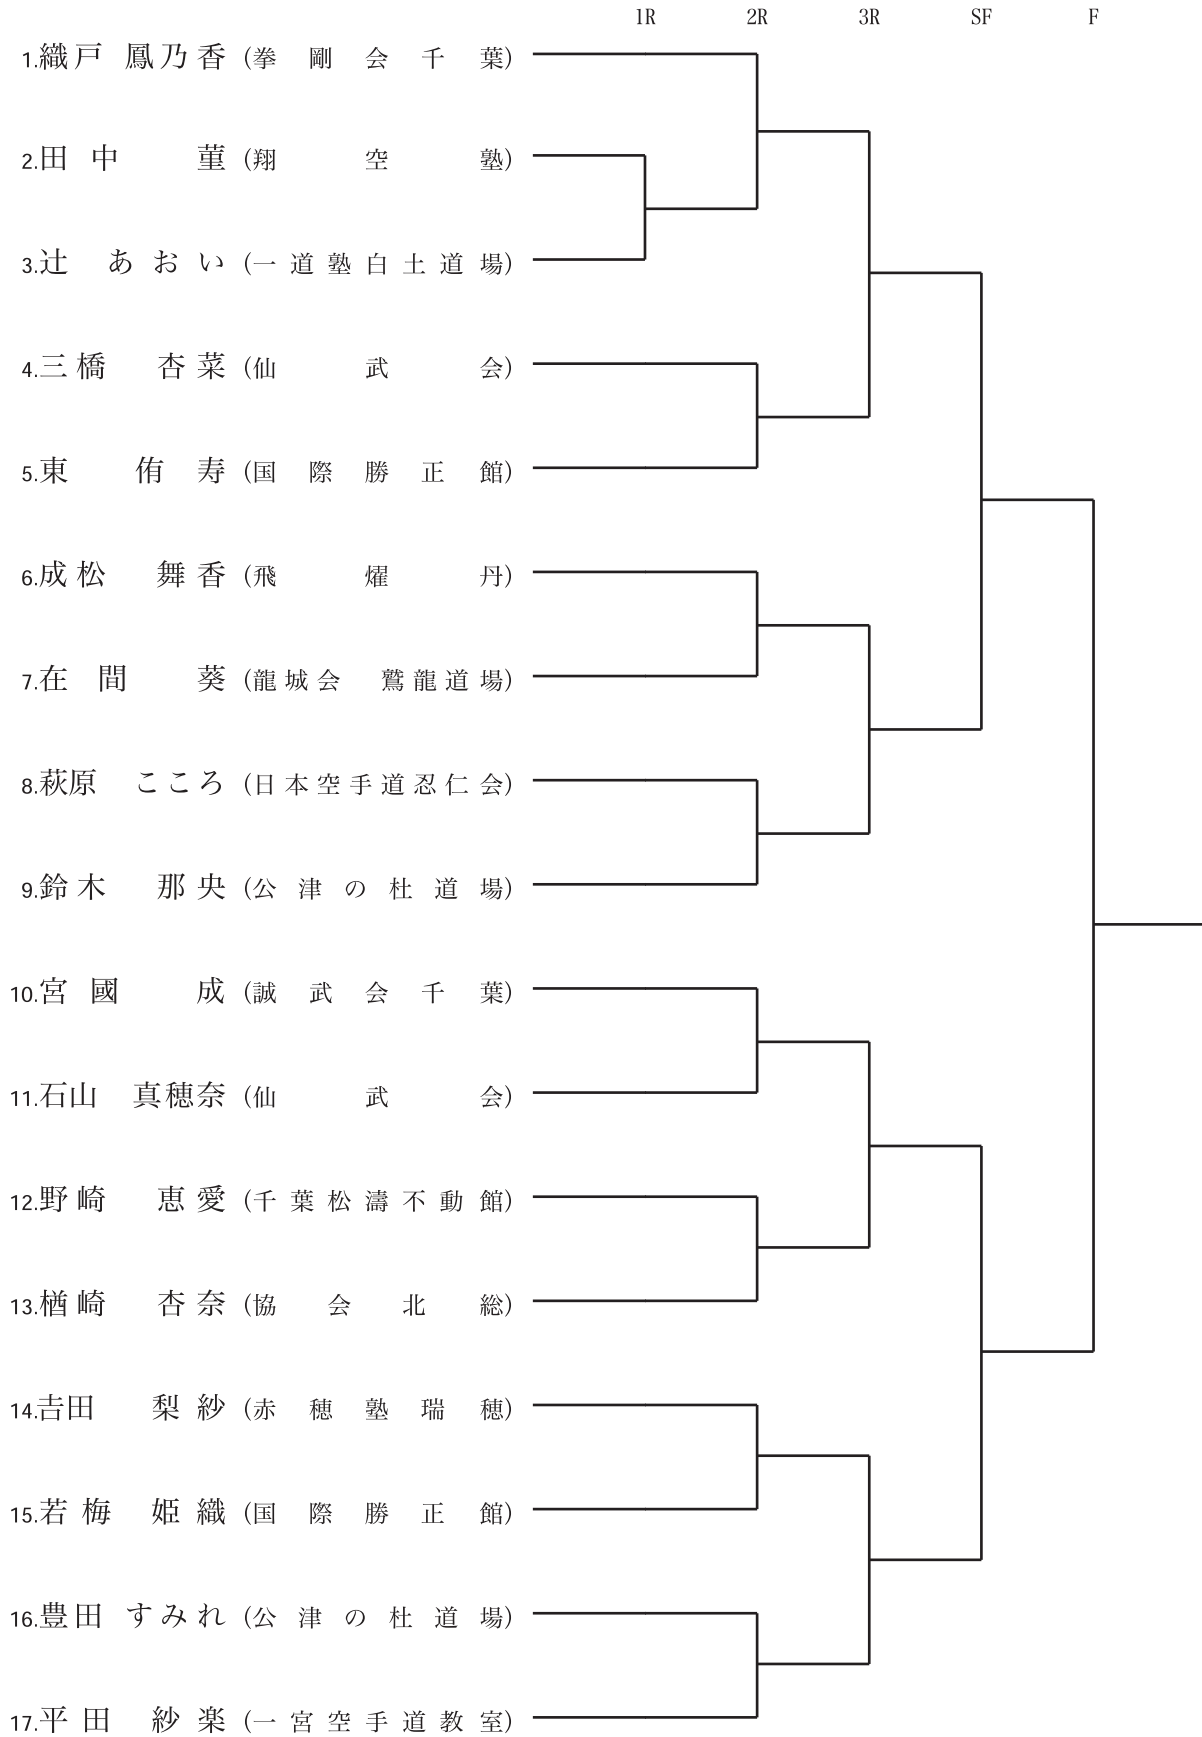 1R 2R 3R SF F
1.織戸 鳳乃香 (拳剛会千葉)
2.田中 菫 (翔空塾)
3.辻 あおい (一道塾白土道場)
4.三橋 杏菜 (仙武会)
5.東 侑寿 (国際勝正館)
6.成松 舞香 (飛燿丹)
7.在間 葵 (龍城会 鷲龍道場)
8.萩原 こころ (日本空手道忍仁会)
9.鈴木 那央 (公津の杜道場)
10.宮國 成 (誠武会千葉)
11.石山 真穂奈 (仙武会)
12.野崎 恵愛 (千葉松濤不動館)
13.楢崎 杏奈 (協会北総)
14.𠮷田 梨紗 (赤穂塾瑞穂)
15.若梅 姫織 (国際勝正館)
16.豊田 すみれ (公津の杜道場)
17.平田 紗楽 (一宮空手道教室)